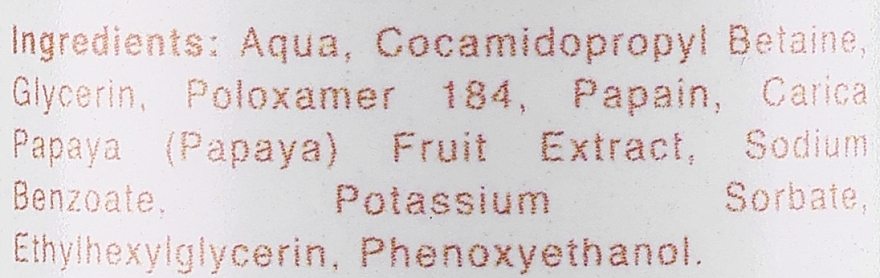 Ingredients: Aqua, Cocamidopropyl Betaine,
Glycerin, Poloxamer 184, Papain, Carica
Papaya (Papaya) Fruit Extract, Sodium
Benzoate, Potassium Sorbate,
Ethylhexylglycerin, Phenoxyethanol.